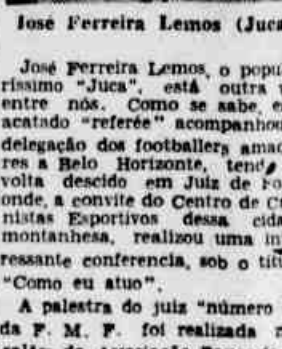 José Ferreira Lemos (Juca
José Ferreira Lemos, o popu
rissimo "Juca", está outra
entre nós. Como se sabe, e
acatado "referée" acompanhou
delegação dos footballers ama
res a Belo Horizonte, tendo
volta descido em Juiz de Fo
onde, a convite do Centro de C
nistas Esportivos dessa cida
montanhesa, realizou uma in
ressante conferencia, sob o titu
"Como eu atuo".
A palestra do juiz "número
da F. M. F. foi realizada